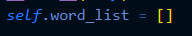 self.word_list = []